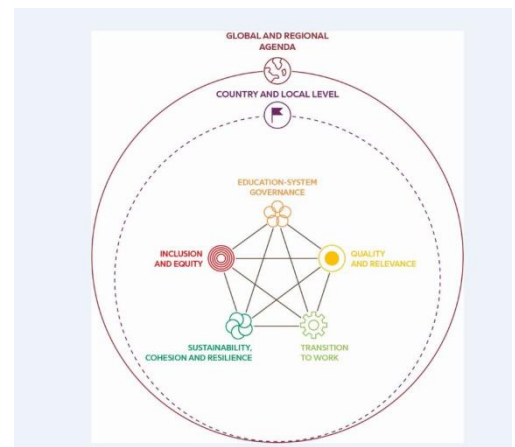 GLOBAL AND REGIONAL
AGENDA
COUNTRY AND LOCAL LEVEL
EDUCATION-SYSTEM
GOVERNANCE
INCLUSION
AND EQUITY
QUALITY
AND RELEVANCE
SUSTAINABILITY,
COHESION AND RESILIENCE
TRANSITION
TO WORK